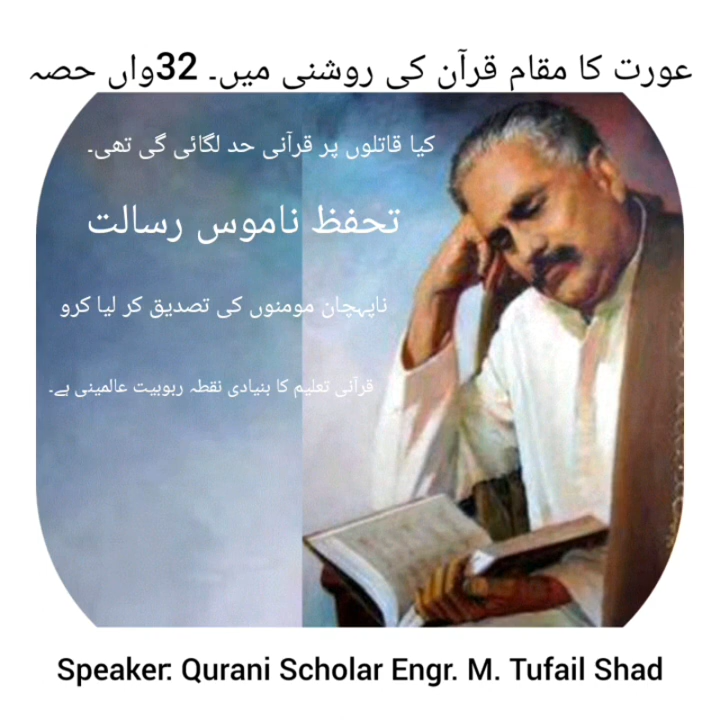 عورت کا مقام قرآن کی روشنی میں۔ 32واں حصہ
کیا قاتلوں پر قرآنی حد لگائی گی تھی۔
تحفظ ناموس رسالت
ناپہچان مومنوں کی تصدیق کر لیا کرو
قرآنی تعلیم کا بنیادی نقطہ ربوبیت عالمینی ہے۔
Speaker: Qurani Scholar Engr. M. Tufail Shad